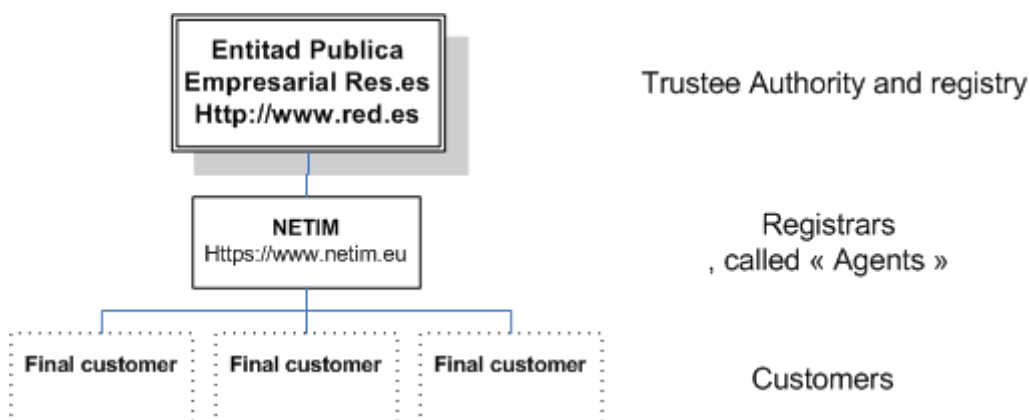 Entitad Publica
Empresarial Res.es
Http://www.red.es
Trustee Authority and registry
NETIM
Https://www.netim.eu
Registrars
, called « Agents »
Final customer
Final customer
Final customer
Customers